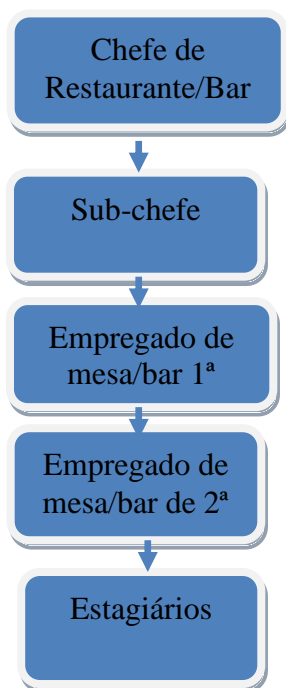 Chefe de
Restaurante/Bar
Sub-chefe
Empregado de
mesa/bar 1ª
Empregado de
mesa/bar de 2ª
Estagiários